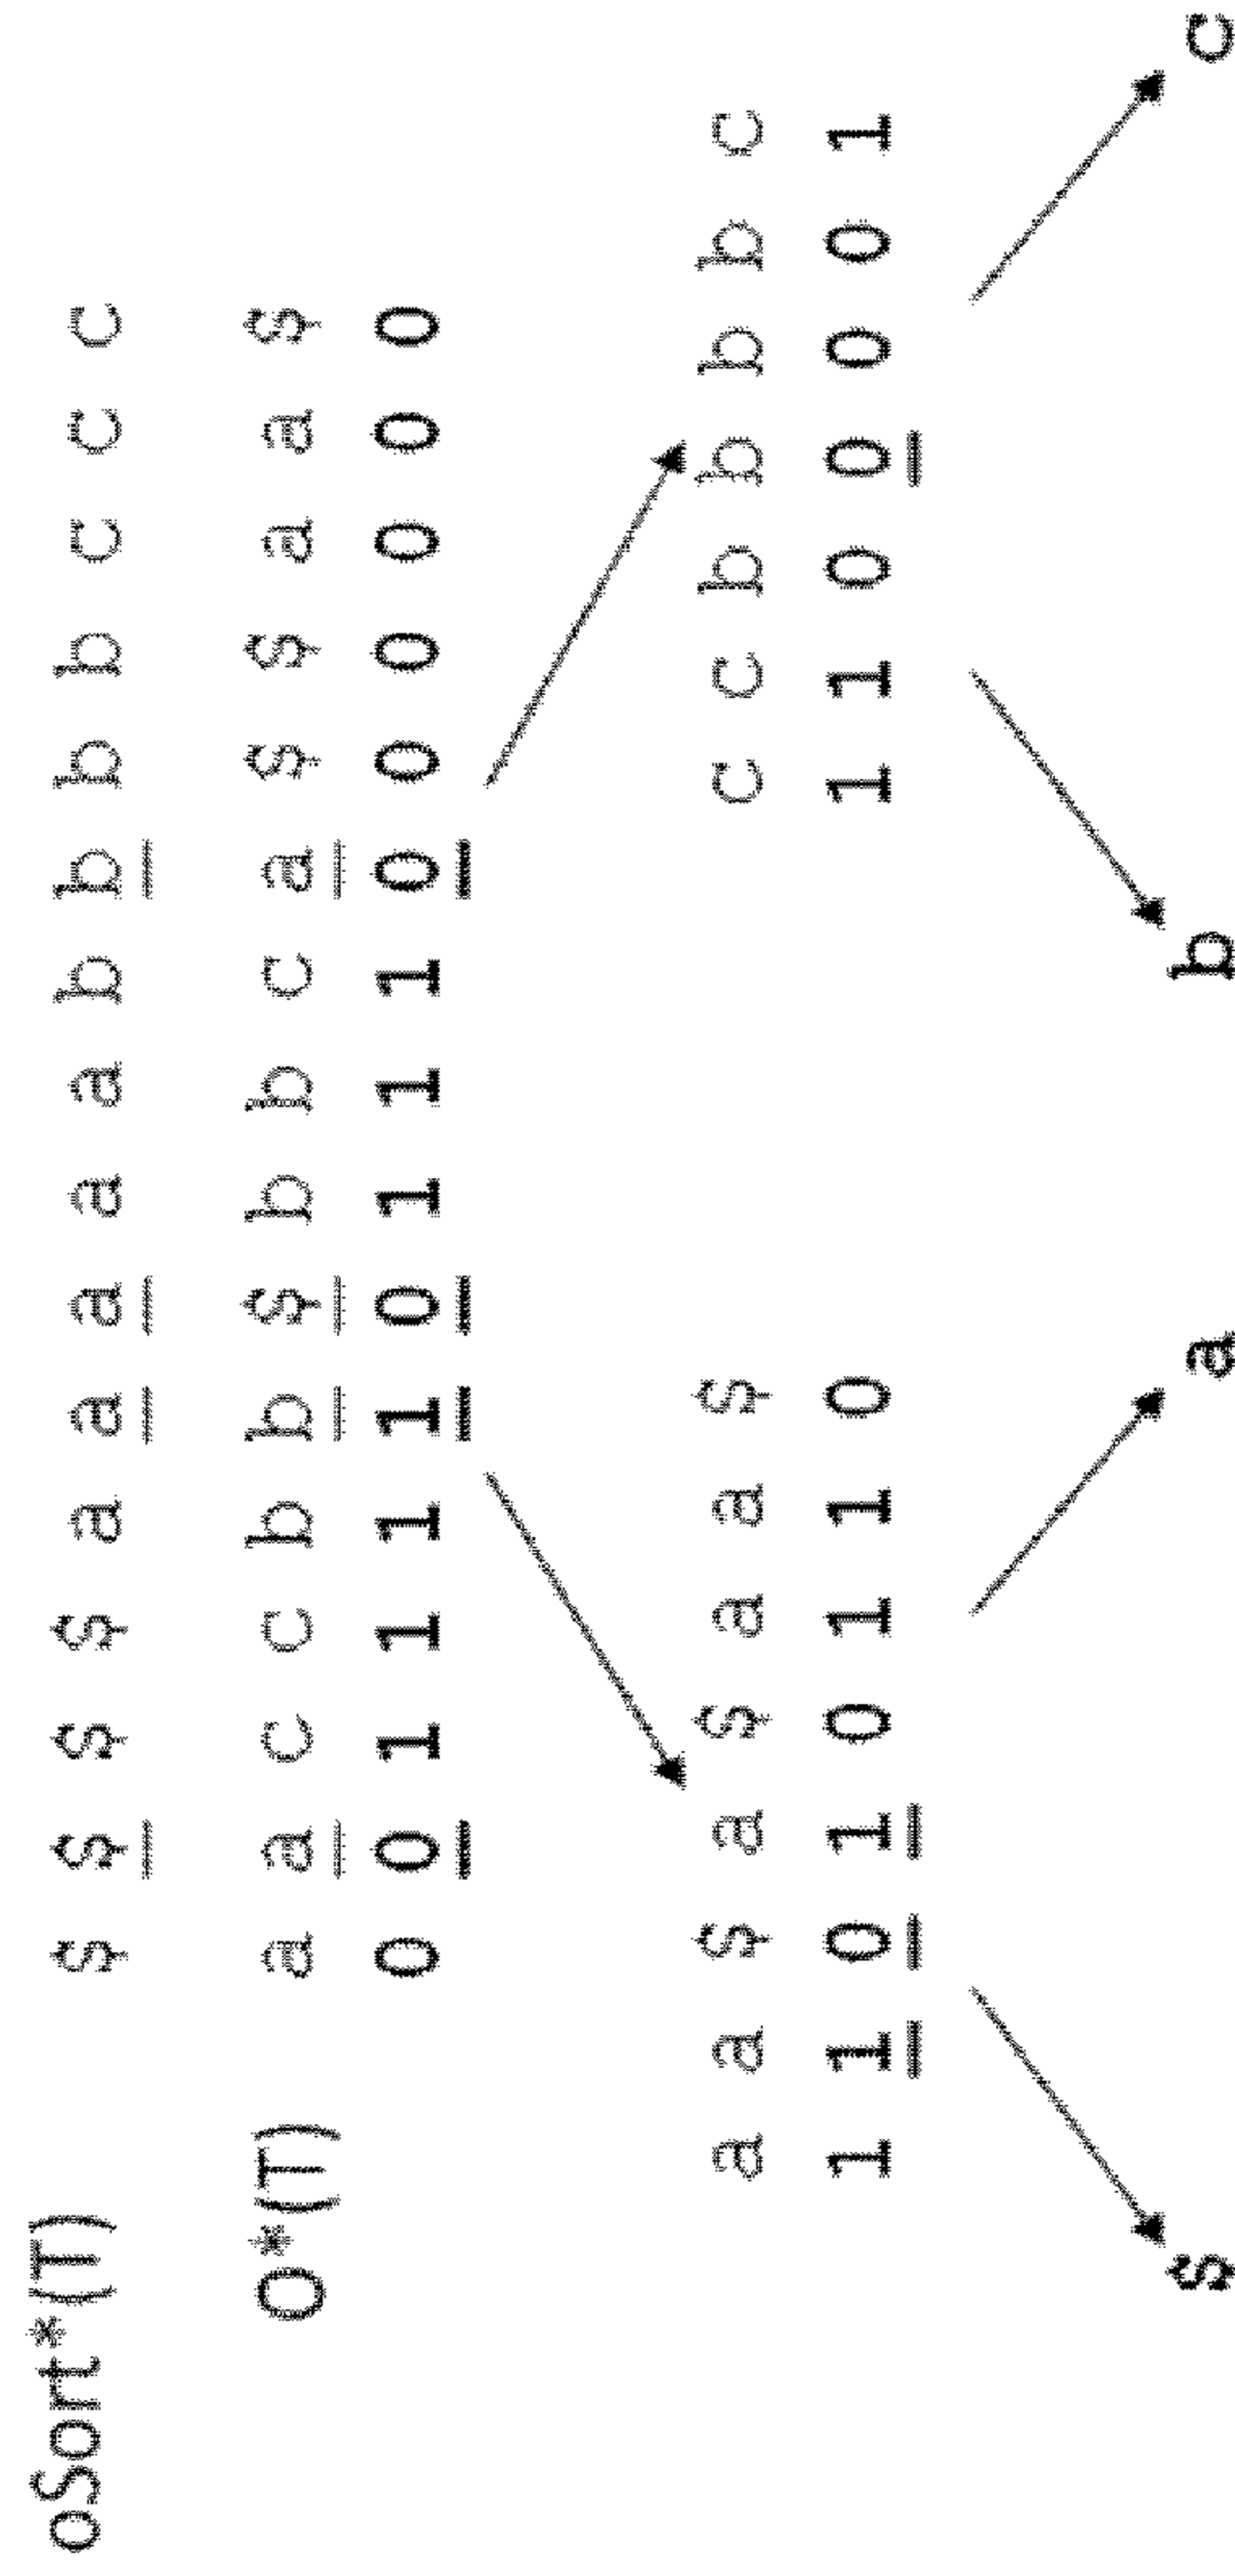 oSort*(T) $ $ $ $ a a a a a b b b b c c c
O*(T) a a c c b b $ b b c a $ $ a a $
0 0 1 1 1 1 0 1 1 1 0 0 0 0 0 0
a a $ a $ a a $ c c b b b b c
1 1 0 1 0 1 1 0 1 1 0 0 0 0 1
$ a b c